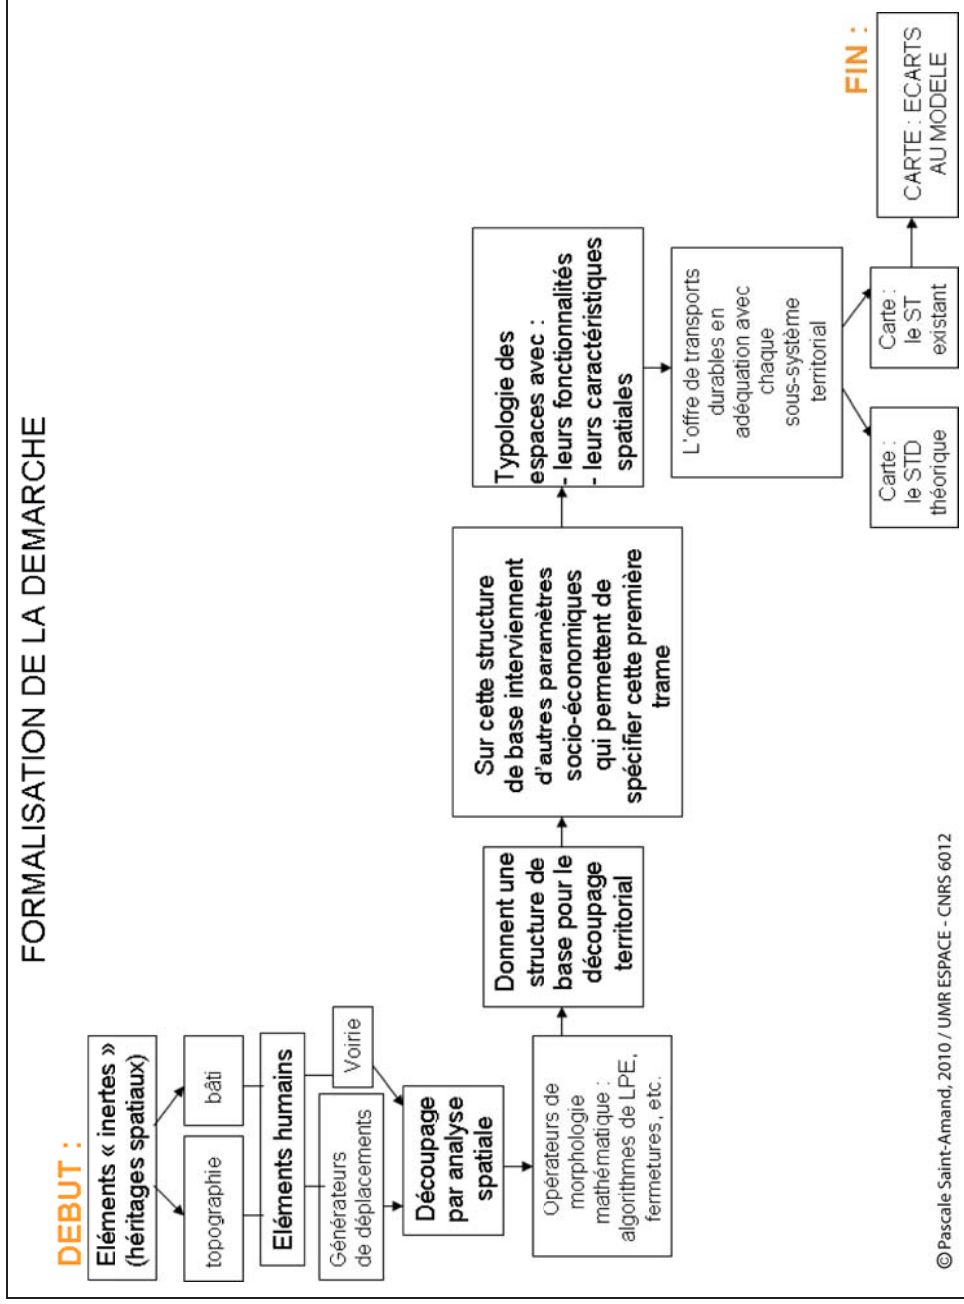 FORMALISATION DE LA DEMARCHE
DEBUT :
Eléments « inertes »
(héritages spatiaux)
topographie
bâti
Eléments humains
Générateurs
de déplacements
Voirie
Découpage
par analyse
spatiale
Opérateurs de
morphologie
mathématique :
algorithmes de LPE,
fermetures, etc.
Donnent une
structure de
base pour le
découpage
territorial
Sur cette structure
de base interviennent
d'autres paramètres
socio-économiques
qui permettent de
spécifier cette première
trame
Typologie des
espaces avec :
- leurs fonctionnalités
- leurs caractéristiques
spatiales
L'offre de transports
durables en
adéquation avec
chaque
sous-système
territorial
Carte :
le STD
théorique
Carte :
le ST
existant
FIN :
CARTE : ECARTS
AU MODELE
© Pascale Saint-Amand, 2010 / UMR ESPACE - CNRS 6012